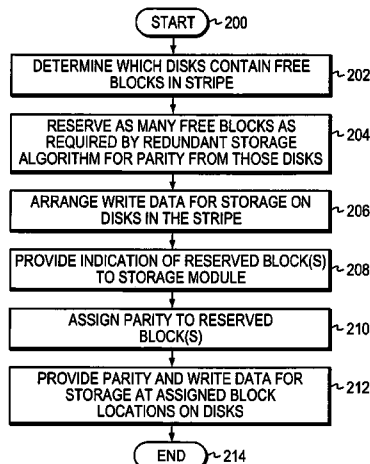 START 200
DETERMINE WHICH DISKS CONTAIN FREE
BLOCKS IN STRIPE
202
RESERVE AS MANY FREE BLOCKS AS
REQUIRED BY REDUNDANT STORAGE
ALGORITHM FOR PARITY FROM THOSE DISKS
204
ARRANGE WRITE DATA FOR STORAGE ON
DISKS IN THE STRIPE
206
PROVIDE INDICATION OF RESERVED BLOCK(S)
TO STORAGE MODULE
208
ASSIGN PARITY TO RESERVED
BLOCK(S)
210
PROVIDE PARITY AND WRITE DATA FOR
STORAGE AT ASSIGNED BLOCK
LOCATIONS ON DISKS
212
END 214